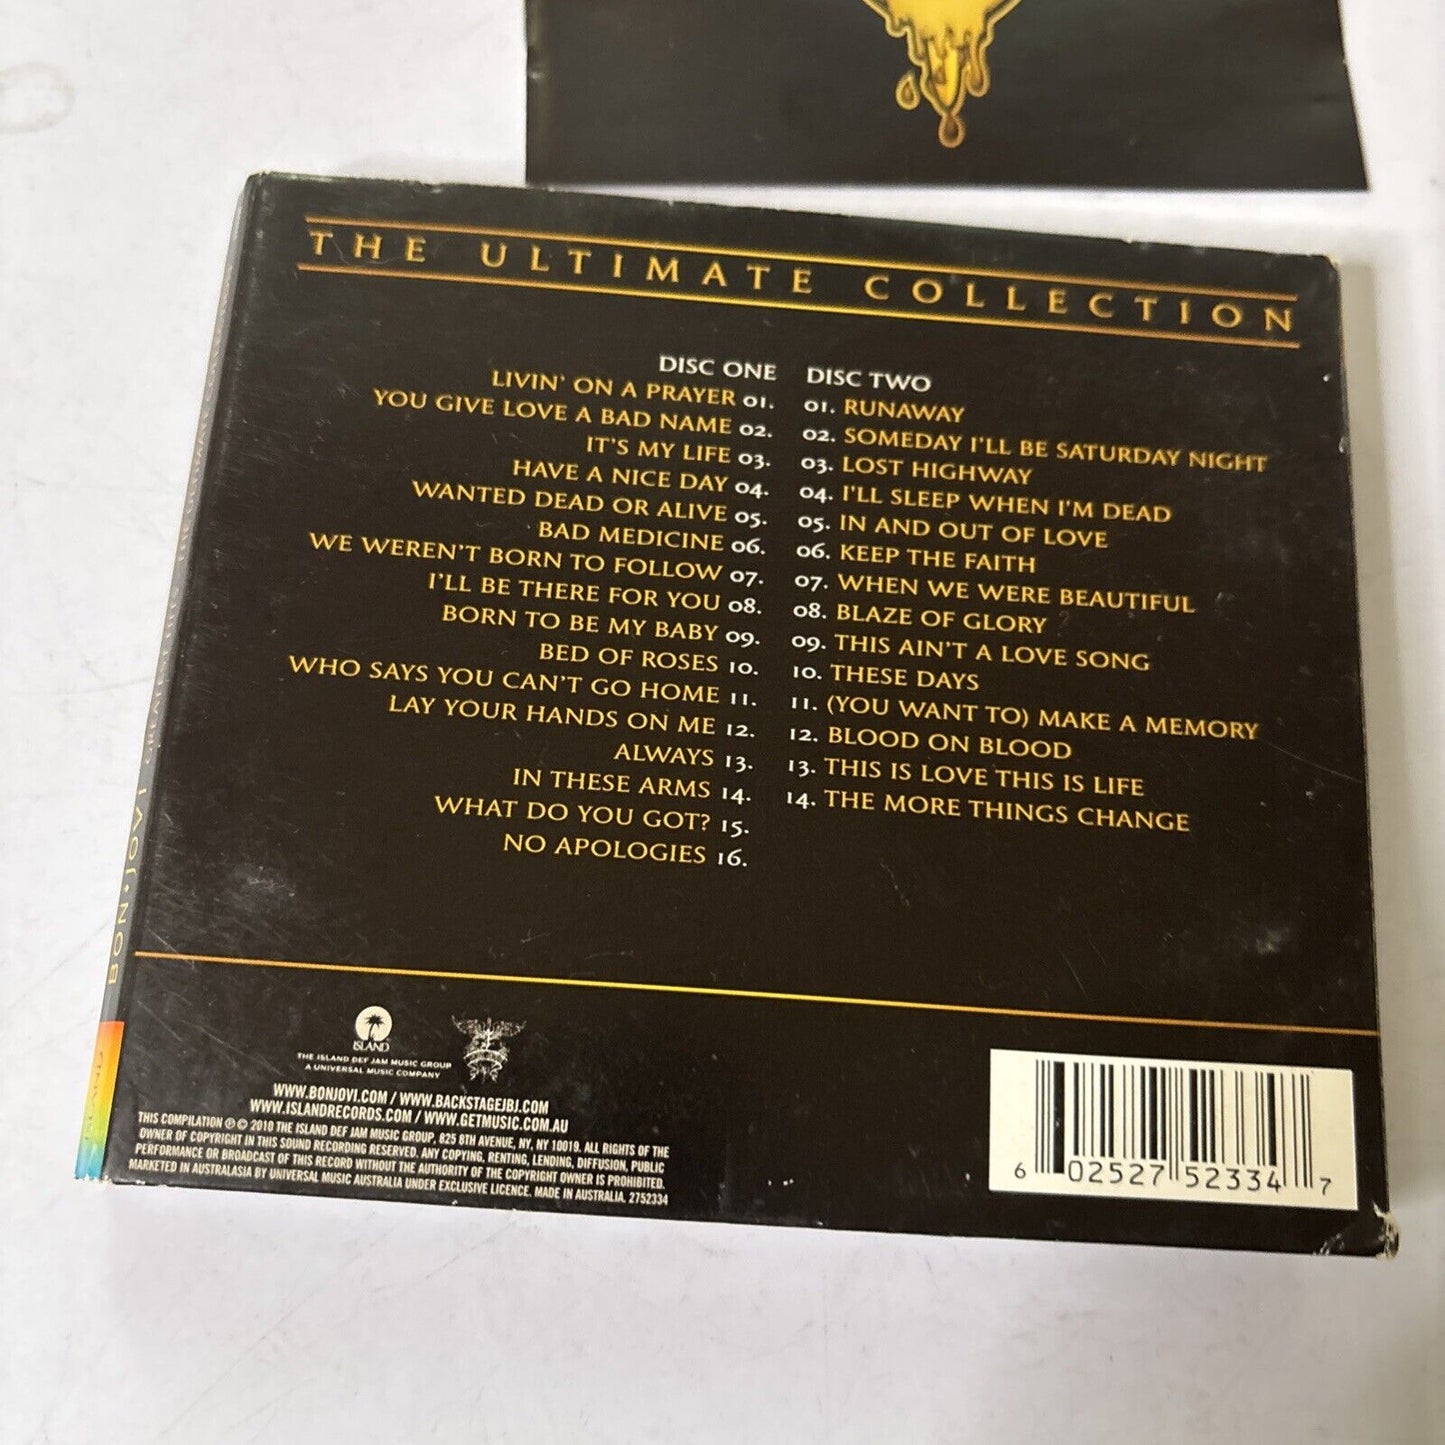 THE ULTIMATE COLLECTION
DISC ONE
LIVIN' ON A PRAYER 01.
YOU GIVE LOVE A BAD NAME 02.
IT'S MY LIFE 03.
HAVE A NICE DAY 04.
WANTED DEAD OR ALIVE 05.
BAD MEDICINE 06.
WE WEREN'T BORN TO FOLLOW 07.
I'LL BE THERE FOR YOU 08.
BORN TO BE MY BABY 09.
BED OF ROSES 10.
WHO SAYS YOU CAN'T GO HOME 11.
LAY YOUR HANDS ON ME 12.
ALWAYS 13.
IN THESE ARMS 14.
WHAT DO YOU GOT? 15.
NO APOLOGIES 16.
DISC TWO
01. RUNAWAY
02. SOMEDAY I'LL BE SATURDAY NIGHT
03. LOST HIGHWAY
04. I'LL SLEEP WHEN I'M DEAD
05. IN AND OUT OF LOVE
06. KEEP THE FAITH
07. WHEN WE WERE BEAUTIFUL
08. BLAZE OF GLORY
09. THIS AIN'T A LOVE SONG
10. THESE DAYS
11. (YOU WANT TO) MAKE A MEMORY
12. BLOOD ON BLOOD
13. THIS IS LOVE THIS IS LIFE
14. THE MORE THINGS CHANGE
BON·JOVI
ISLAND
ISLAND
THE ISLAND DEF JAM MUSIC GROUP
A UNIVERSAL MUSIC COMPANY
WWW.BONJOVI.COM / WWW.BACKSTAGEJBJ.COM
WWW.ISLANDRECORDS.COM / WWW.GETMUSIC.COM.AU
THIS COMPILATION ℗ © 2010 THE ISLAND DEF JAM MUSIC GROUP, 825 8TH AVENUE, NY, NY 10019. ALL RIGHTS OF THE
OWNER OF COPYRIGHT IN THIS SOUND RECORDING RESERVED. ANY COPYING, RENTING, LENDING, DIFFUSION, PUBLIC
PERFORMANCE OR BROADCAST OF THIS RECORD WITHOUT THE AUTHORITY OF THE COPYRIGHT OWNER IS PROHIBITED.
MARKETED IN AUSTRALASIA BY UNIVERSAL MUSIC AUSTRALIA UNDER EXCLUSIVE LICENCE. MADE IN AUSTRALIA. 2752334
6 02527 52334 7